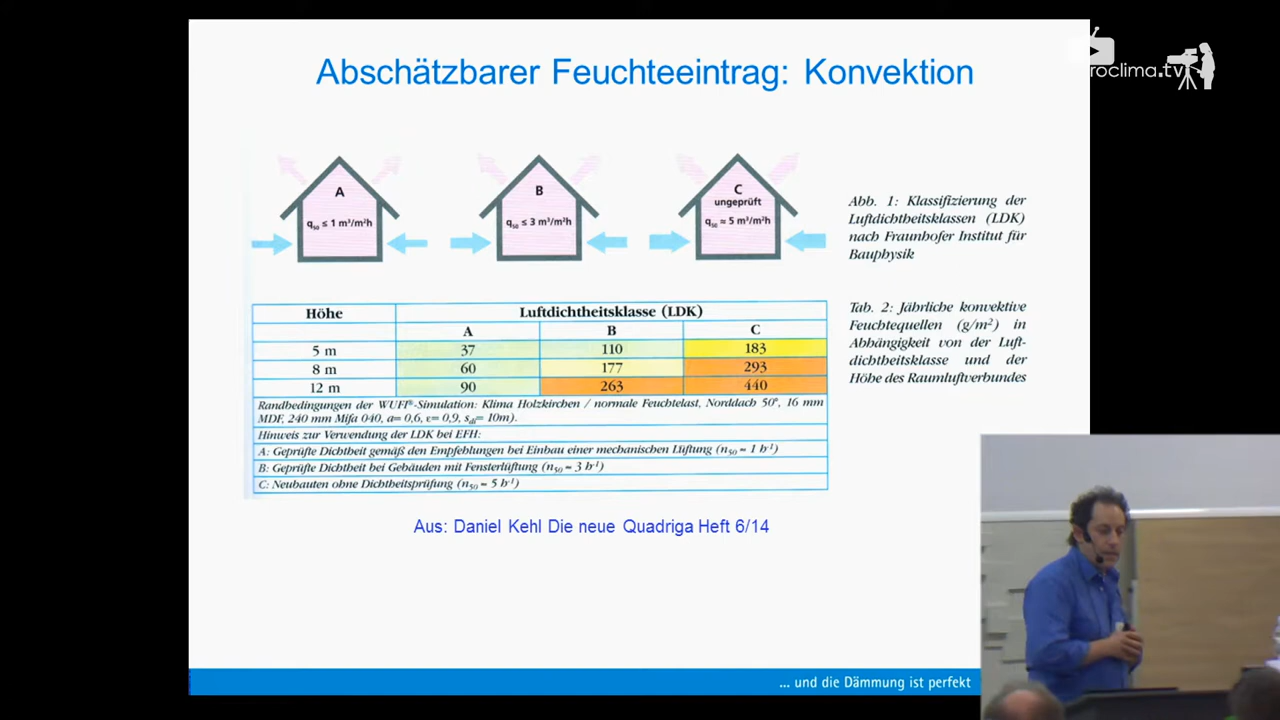 Abschätzbarer Feuchteeintrag: Konvektion
roclima.tv
A
q50 ≤ 1 m³/m²h
B
q50 ≤ 3 m³/m²h
C
ungeprüft
q50 ≈ 5 m³/m²h
Abb. 1: Klassifizierung der
Luftdichtheitsklassen (LDK)
nach Fraunhofer Institut für
Bauphysik
Höhe Luftdichtheitsklasse (LDK)
A B C
5 m 37 110 183
8 m 60 177 293
12 m 90 263 440
Randbedingungen der WUFI®-Simulation: Klima Holzkirchen / normale Feuchtelast, Norddach 50°, 16 mm
MDF, 240 mm Mifa 040, a= 0,6, ε= 0,9, sdi= 10m).
Hinweis zur Verwendung der LDK bei EFH:
A: Geprüfte Dichtheit gemäß den Empfehlungen bei Einbau einer mechanischen Lüftung (n50 ≈ 1 h-1)
B: Geprüfte Dichtheit bei Gebäuden mit Fensterlüftung (n50 ≈ 3 h-1)
C: Neubauten ohne Dichtheitsprüfung (n50 ≈ 5 h-1)
Tab. 2: Jährliche konvektive
Feuchtequellen (g/m²) in
Abhängigkeit von der Luft-
dichtheitsklasse und der
Höhe des Raumluftverbundes
Aus: Daniel Kehl Die neue Quadriga Heft 6/14
... und die Dämmung ist perfekt